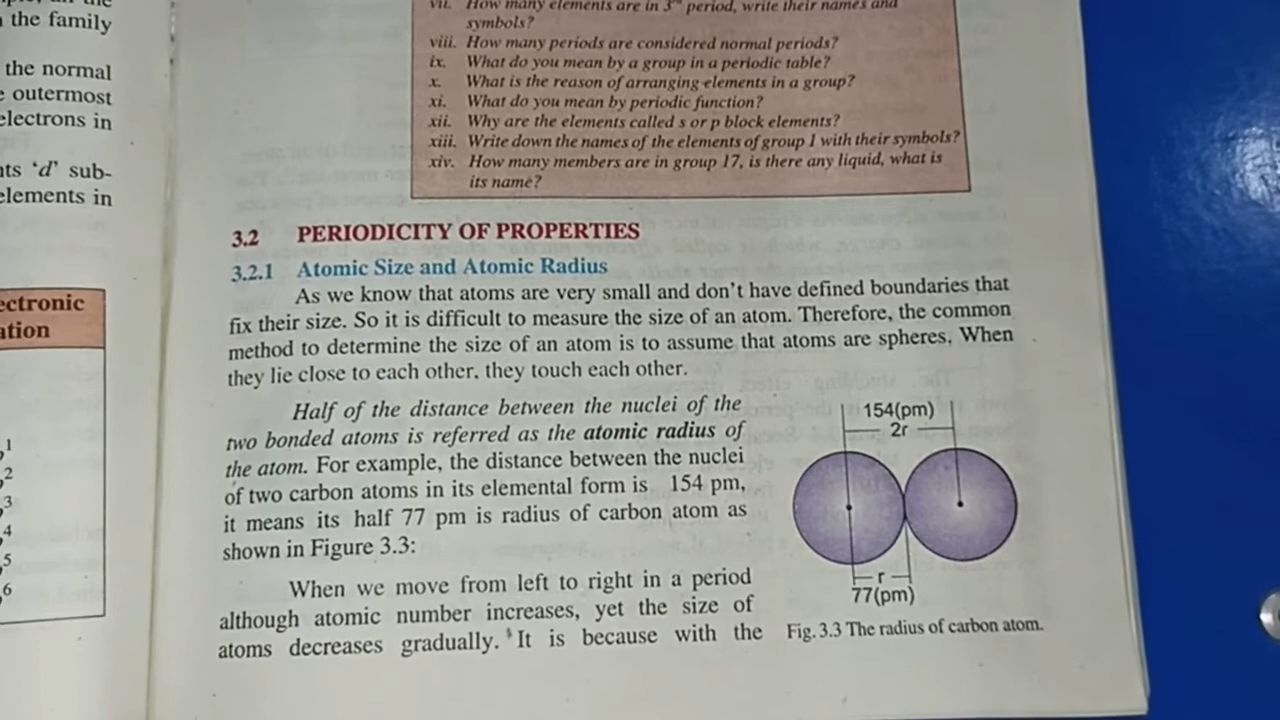 the family
the normal
outermost
electrons in
'd' sub-
elements in
ectronic
ation
1
2
3
4
5
6
vii. How many elements are in 3rd period, write their names and
symbols?
viii. How many periods are considered normal periods?
ix. What do you mean by a group in a periodic table?
x. What is the reason of arranging elements in a group?
xi. What do you mean by periodic function?
xii. Why are the elements called s or p block elements?
xiii. Write down the names of the elements of group 1 with their symbols?
xiv. How many members are in group 17, is there any liquid, what is
its name?
3.2 PERIODICITY OF PROPERTIES
3.2.1 Atomic Size and Atomic Radius
As we know that atoms are very small and don't have defined boundaries that
fix their size. So it is difficult to measure the size of an atom. Therefore, the common
method to determine the size of an atom is to assume that atoms are spheres. When
they lie close to each other, they touch each other.
Half of the distance between the nuclei of the
two bonded atoms is referred as the atomic radius of
the atom. For example, the distance between the nuclei
of two carbon atoms in its elemental form is 154 pm,
it means its half 77 pm is radius of carbon atom as
shown in Figure 3.3:
When we move from left to right in a period
although atomic number increases, yet the size of
atoms decreases gradually. It is because with the
154(pm)
2r
r
77(pm)
Fig. 3.3 The radius of carbon atom.